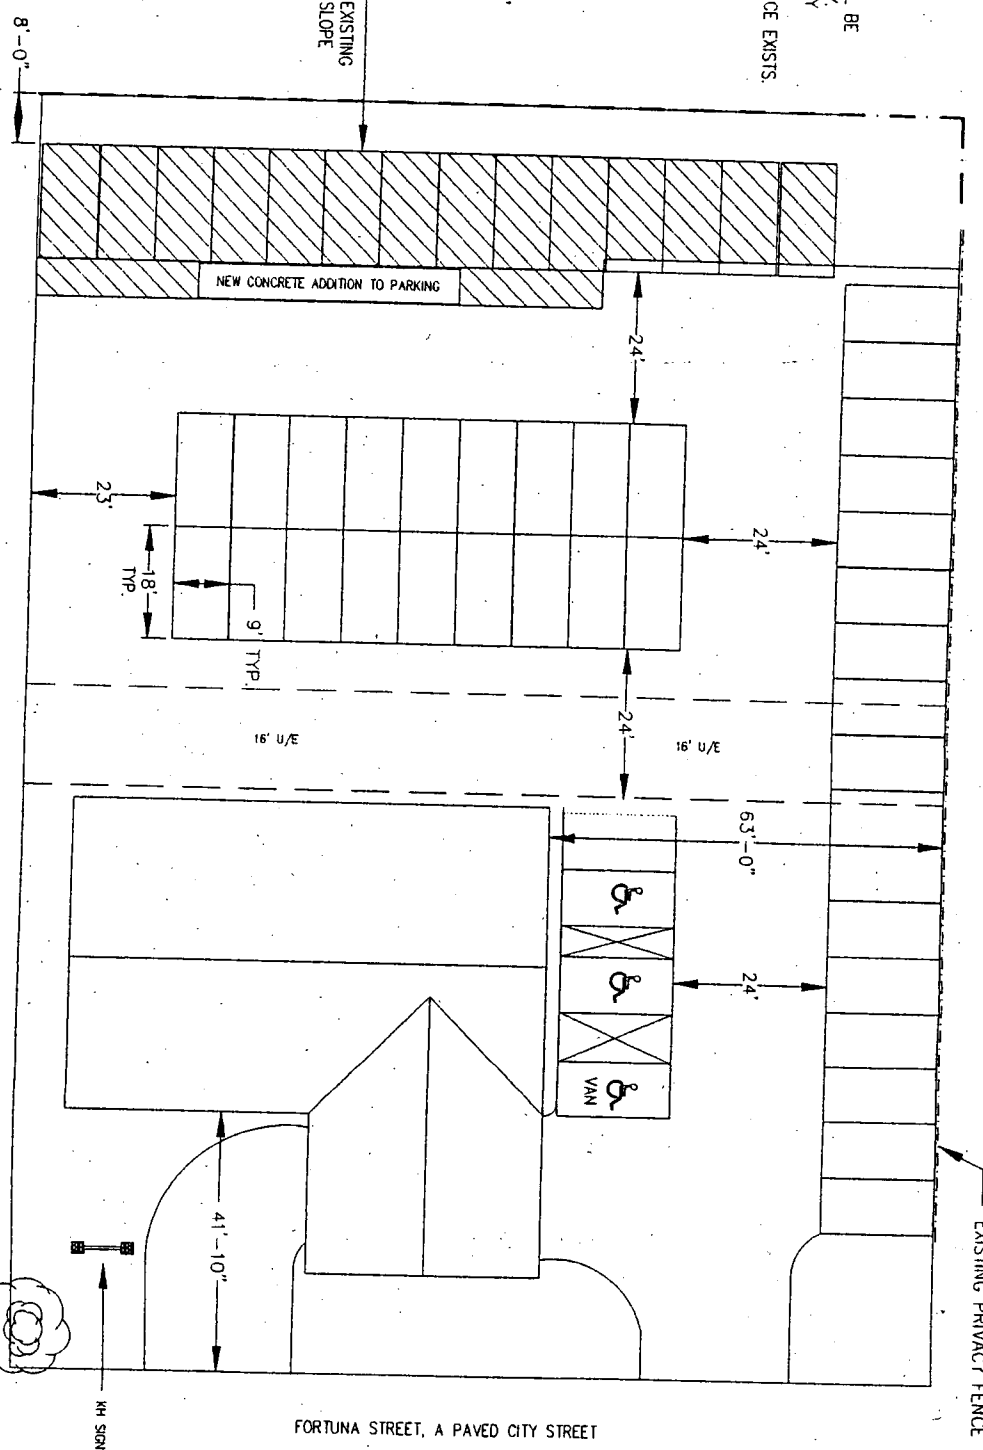 BE
Y
CE EXISTS.
EXISTING
SLOPE
8'-0"
NEW CONCRETE ADDITION TO PARKING
24'
24'
23'
18'
TYP.
9' TYP.
24'
16' U/E
16' U/E
63'-0"
24'
VAN
41'-10"
EXISTING PRIVACY FENCE
KH SIGN
FORTUNA STREET, A PAVED CITY STREET